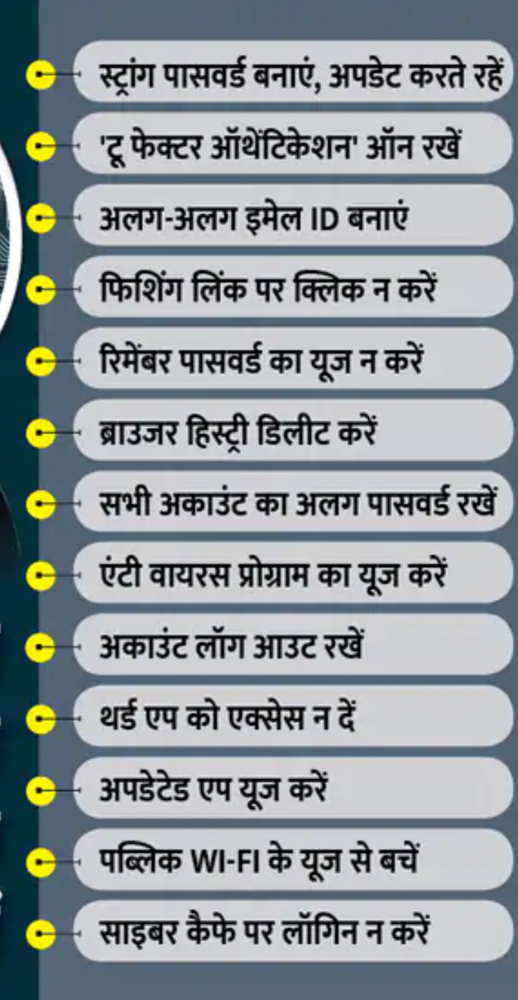 स्ट्रांग पासवर्ड बनाएं, अपडेट करते रहें
'टू फेक्टर ऑथेंटिकेशन' ऑन रखें
अलग-अलग इमेल ID बनाएं
फिशिंग लिंक पर क्लिक न करें
रिमेंबर पासवर्ड का यूज न करें
ब्राउजर हिस्ट्री डिलीट करें
सभी अकाउंट का अलग पासवर्ड रखें
एंटी वायरस प्रोग्राम का यूज करें
अकाउंट लॉग आउट रखें
थर्ड एप को एक्सेस न दें
अपडेटेड एप यूज करें
पब्लिक WI-FI के यूज से बचें
साइबर कैफे पर लॉगिन न करें